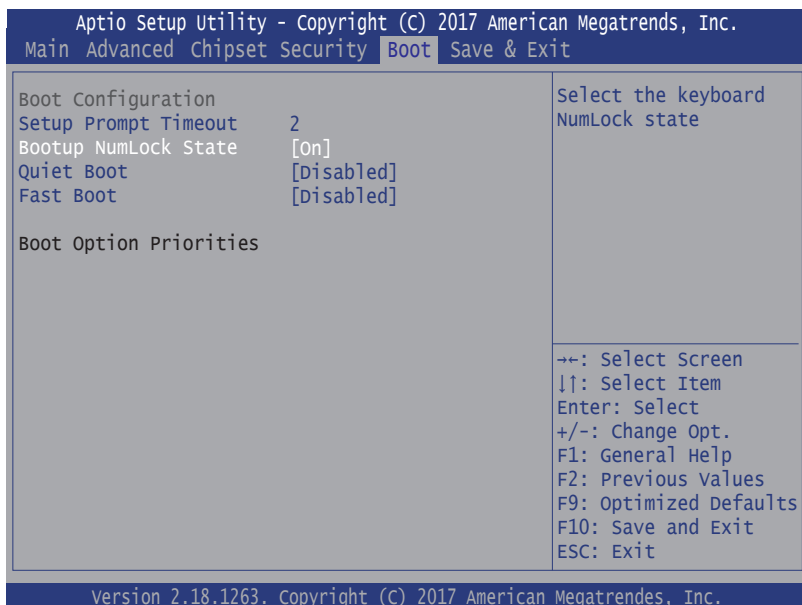 Aptio Setup Utility - Copyright (C) 2017 American Megatrends, Inc.
Main Advanced Chipset Security Boot Save & Exit
Boot Configuration
Setup Prompt Timeout 2
Bootup NumLock State [On]
Quiet Boot [Disabled]
Fast Boot [Disabled]
Boot Option Priorities
Select the keyboard
NumLock state
→←: Select Screen
↓↑: Select Item
Enter: Select
+/-: Change Opt.
F1: General Help
F2: Previous Values
F9: Optimized Defaults
F10: Save and Exit
ESC: Exit
Version 2.18.1263. Copyright (C) 2017 American Megatrendes, Inc.